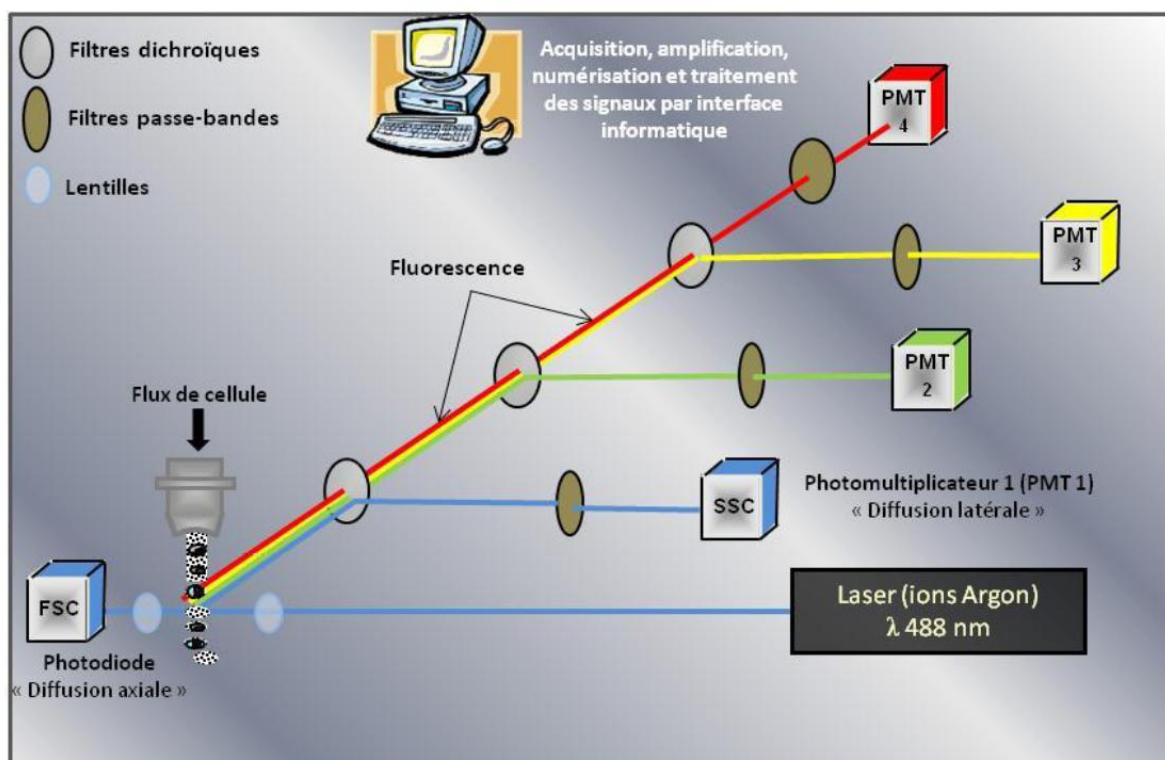 Filtres dichroïques
Filtres passe-bandes
Lentilles
Acquisition, amplification,
numérisation et traitement
des signaux par interface
informatique
PMT
4
PMT
3
Fluorescence
PMT
2
Flux de cellule
SSC
Photomultiplicateur 1 (PMT 1)
« Diffusion latérale »
FSC
Laser (ions Argon)
λ 488 nm
Photodiode
« Diffusion axiale »